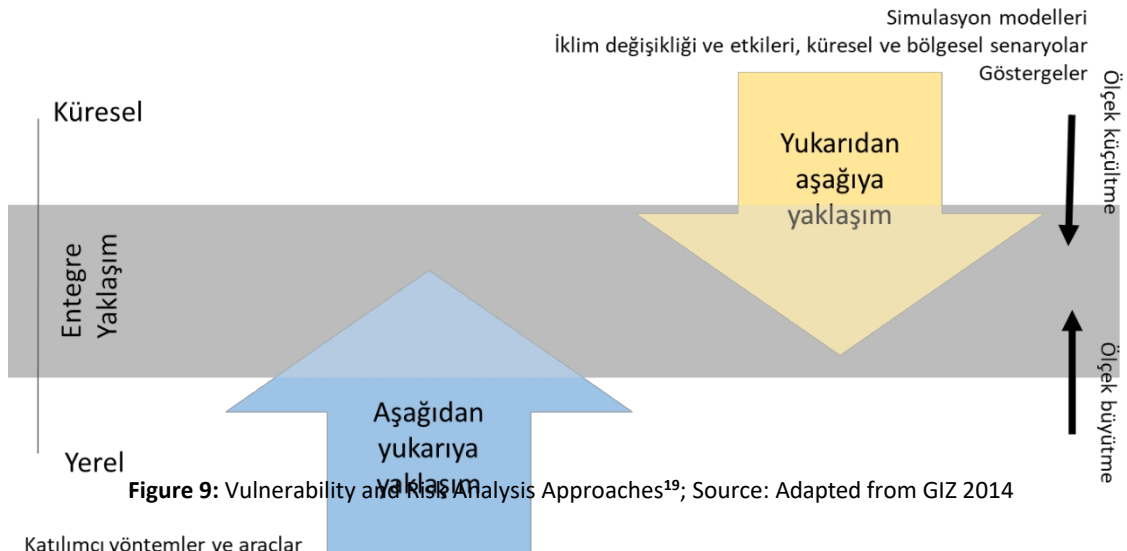 Simulasyon modelleri
İklim değişikliği ve etkileri, küresel ve bölgesel senaryolar
Göstergeler
Küresel
Yukarıdan
aşağıya
yaklaşım
Ölçek küçültme
Entegre
Yaklaşım
Ölçek büyütme
Aşağıdan
yukarıya
yaklaşım
Yerel
Figure 9: Vulnerability and Risk Analysis Approaches¹⁹; Source: Adapted from GIZ 2014
Katılımcı yöntemler ve araçlar